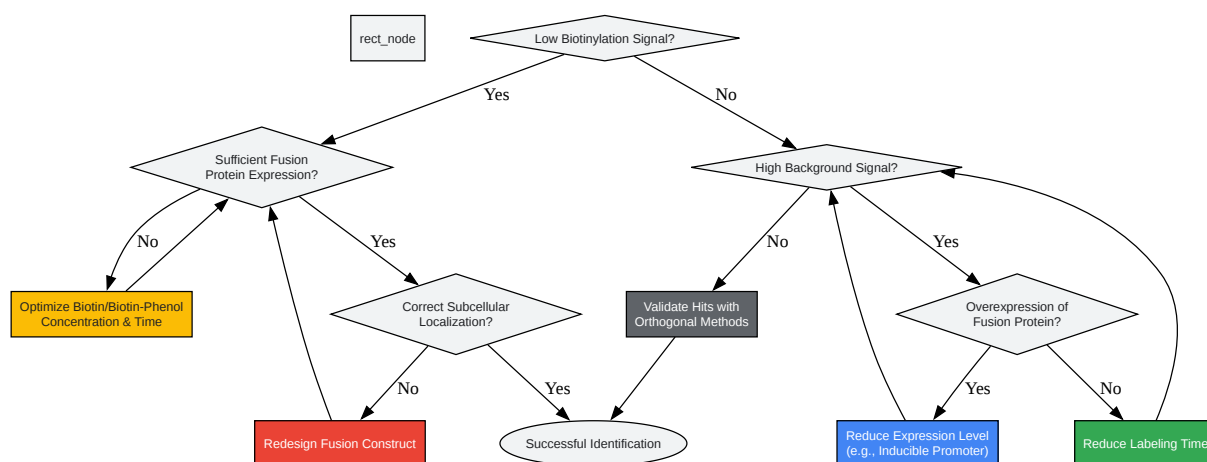 rect_node
Low Biotinylation Signal?
Yes
No
Sufficient Fusion
Protein Expression?
High Background Signal?
No
Yes
No
Yes
Optimize Biotin/Biotin-Phenol
Concentration & Time
Correct Subcellular
Localization?
Validate Hits with
Orthogonal Methods
Overexpression of
Fusion Protein?
No
Yes
Yes
No
Redesign Fusion Construct
Successful Identification
Reduce Expression Level
(e.g., Inducible Promoter)
Reduce Labeling Time